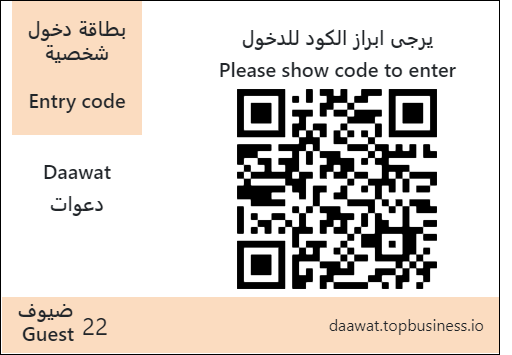 بطاقة دخول
شخصية
Entry code
يرجى ابراز الكود للدخول
Please show code to enter
Daawat
دعوات
ضيوف
Guest 22
daawat.topbusiness.io